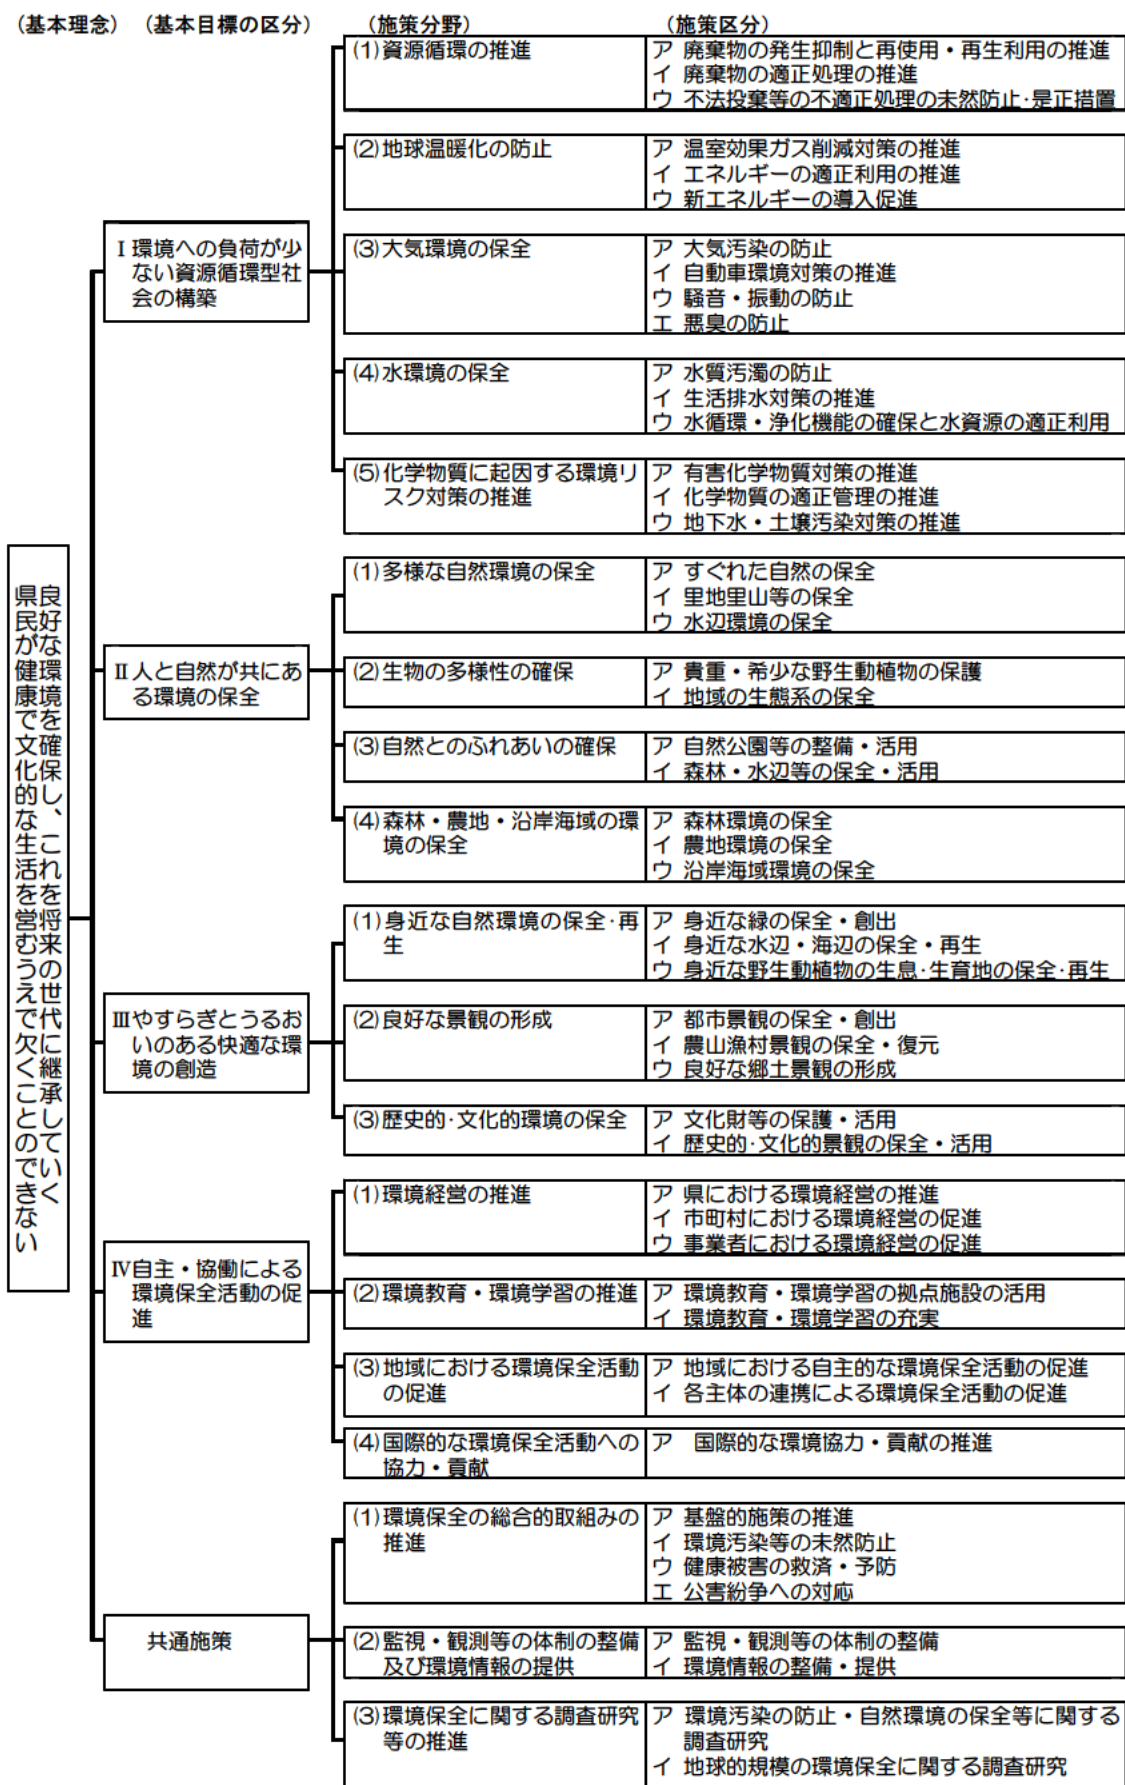 (基本理念) (基本目標の区分) (施策分野) (施策区分)
良好な環境を確保し、これを将来の世代に継承していく
県民が健康で文化的な生活を営むうえで欠くことのできない
Ⅰ 環境への負荷が少
ない資源循環型社
会の構築
(1)資源循環の推進
ア 廃棄物の発生抑制と再使用・再生利用の推進
イ 廃棄物の適正処理の推進
ウ 不法投棄等の不適正処理の未然防止・是正措置
(2)地球温暖化の防止
ア 温室効果ガス削減対策の推進
イ エネルギーの適正利用の推進
ウ 新エネルギーの導入促進
(3)大気環境の保全
ア 大気汚染の防止
イ 自動車環境対策の推進
ウ 騒音・振動の防止
エ 悪臭の防止
(4)水環境の保全
ア 水質汚濁の防止
イ 生活排水対策の推進
ウ 水循環・浄化機能の確保と水資源の適正利用
(5)化学物質に起因する環境リ
スク対策の推進
ア 有害化学物質対策の推進
イ 化学物質の適正管理の推進
ウ 地下水・土壌汚染対策の推進
Ⅱ 人と自然が共にあ
る環境の保全
(1)多様な自然環境の保全
ア すぐれた自然の保全
イ 里地里山等の保全
ウ 水辺環境の保全
(2)生物の多様性の確保
ア 貴重・希少な野生動植物の保護
イ 地域の生態系の保全
(3)自然とのふれあいの確保
ア 自然公園等の整備・活用
イ 森林・水辺等の保全・活用
(4)森林・農地・沿岸海域の環
境の保全
ア 森林環境の保全
イ 農地環境の保全
ウ 沿岸海域環境の保全
Ⅲ やすらぎとうるお
いのある快適な環
境の創造
(1)身近な自然環境の保全・再
生
ア 身近な緑の保全・創出
イ 身近な水辺・海辺の保全・再生
ウ 身近な野生動植物の生息・生育地の保全・再生
(2)良好な景観の形成
ア 都市景観の保全・創出
イ 農山漁村景観の保全・復元
ウ 良好な郷土景観の形成
(3)歴史的・文化的環境の保全
ア 文化財等の保護・活用
イ 歴史的・文化的景観の保全・活用
Ⅳ 自主・協働による
環境保全活動の促
進
(1)環境経営の推進
ア 県における環境経営の推進
イ 市町村における環境経営の促進
ウ 事業者における環境経営の促進
(2)環境教育・環境学習の推進
ア 環境教育・環境学習の拠点施設の活用
イ 環境教育・環境学習の充実
(3)地域における環境保全活動
の促進
ア 地域における自主的な環境保全活動の促進
イ 各主体の連携による環境保全活動の促進
(4)国際的な環境保全活動への
協力・貢献
ア 国際的な環境協力・貢献の推進
共通施策
(1)環境保全の総合的取組みの
推進
ア 基盤的施策の推進
イ 環境汚染等の未然防止
ウ 健康被害の救済・予防
エ 公害紛争への対応
(2)監視・観測等の体制の整備
及び環境情報の提供
ア 監視・観測等の体制の整備
イ 環境情報の整備・提供
(3)環境保全に関する調査研究
等の推進
ア 環境汚染の防止・自然環境の保全等に関する
調査研究
イ 地球的規模の環境保全に関する調査研究